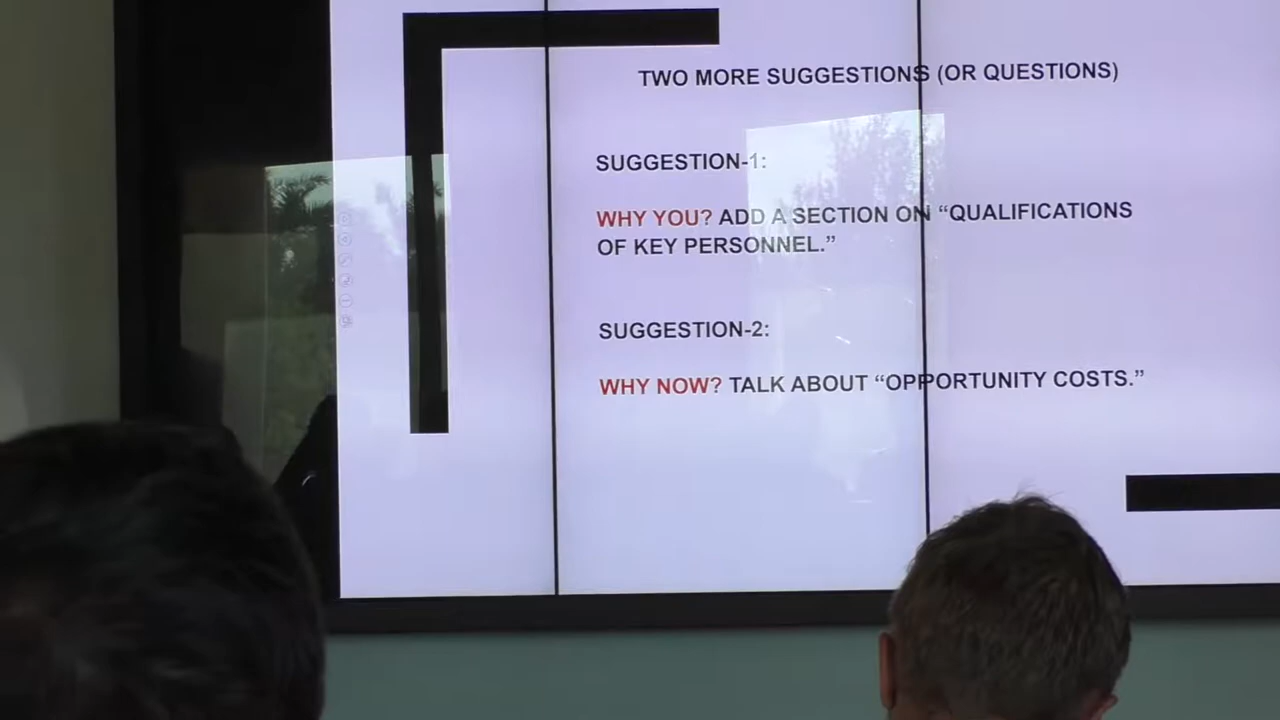 TWO MORE SUGGESTIONS (OR QUESTIONS)
SUGGESTION-1:
WHY YOU? ADD A SECTION ON “QUALIFICATIONS
OF KEY PERSONNEL.”
SUGGESTION-2:
WHY NOW? TALK ABOUT “OPPORTUNITY COSTS.”